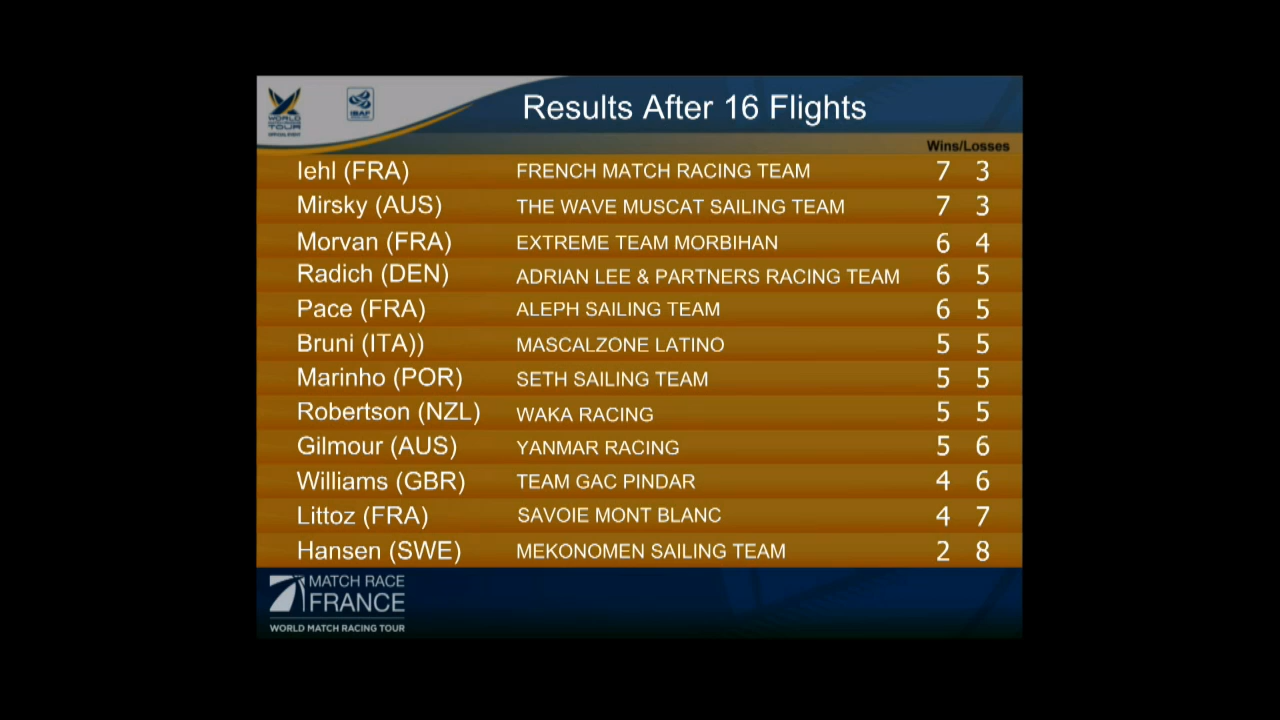 WORLD
TOUR
ISAF
Results After 16 Flights
Wins/Losses
Iehl (FRA) FRENCH MATCH RACING TEAM 7 3
Mirsky (AUS) THE WAVE MUSCAT SAILING TEAM 7 3
Morvan (FRA) EXTREME TEAM MORBIHAN 6 4
Radich (DEN) ADRIAN LEE & PARTNERS RACING TEAM 6 5
Pace (FRA) ALEPH SAILING TEAM 6 5
Bruni (ITA)) MASCALZONE LATINO 5 5
Marinho (POR) SETH SAILING TEAM 5 5
Robertson (NZL) WAKA RACING 5 5
Gilmour (AUS) YANMAR RACING 5 6
Williams (GBR) TEAM GAC PINDAR 4 6
Littoz (FRA) SAVOIE MONT BLANC 4 7
Hansen (SWE) MEKONOMEN SAILING TEAM 2 8
MATCH RACE
FRANCE
WORLD MATCH RACING TOUR